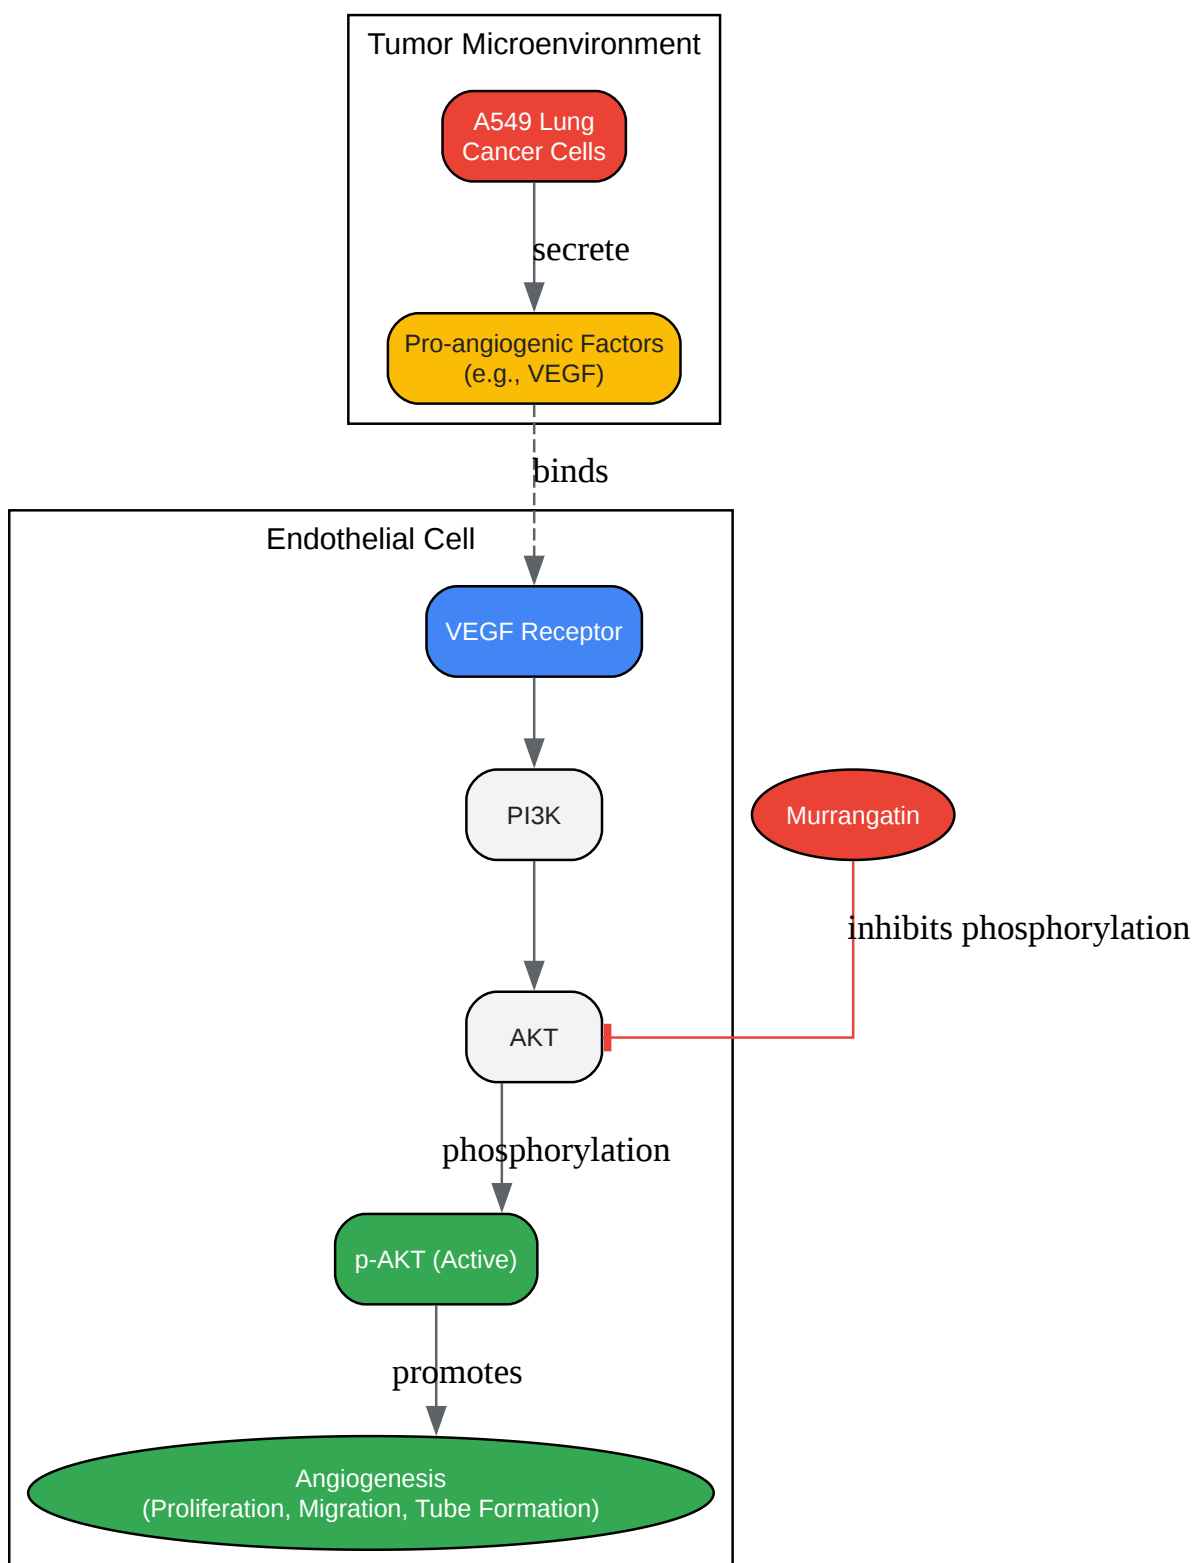 Tumor Microenvironment
A549 Lung
Cancer Cells
secrete
Pro-angiogenic Factors
(e.g., VEGF)
binds
Endothelial Cell
VEGF Receptor
PI3K
Murrangatin
inhibits phosphorylation
AKT
phosphorylation
p-AKT (Active)
promotes
Angiogenesis
(Proliferation, Migration, Tube Formation)